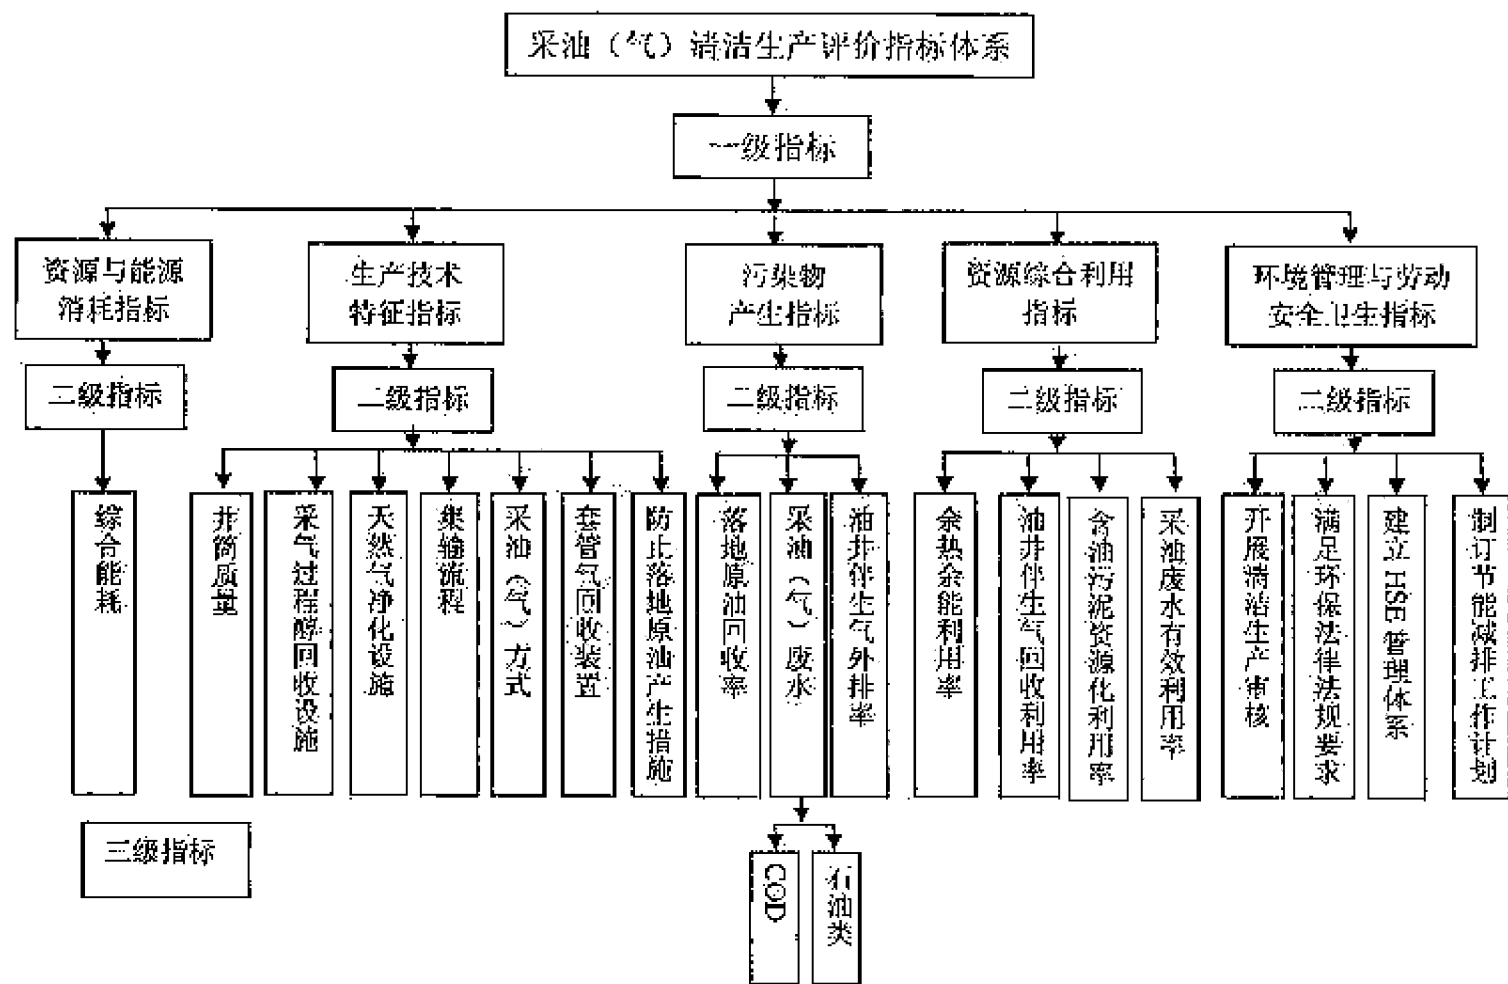 采油（气）清洁生产评价指标体系
一级指标
资源与能源
消耗指标
生产技术
特征指标
污染物
产生指标
资源综合利用
指标
环境管理与劳动
安全卫生指标
二级指标
二级指标
二级指标
二级指标
二级指标
综合能耗
井筒质量
采气过程醇回收设施
天然气净化设施
集输流程
采油（气）方式
套管气回收装置
防止落地原油产生措施
落地原油回收率
采油（气）废水
油井伴生气外排率
余热余能利用率
油井伴生气回收利用率
含油污泥资源化利用率
采油废水有效利用率
开展清洁生产审核
满足环保法律法规要求
建立 HSE 管理体系
制订节能减排工作计划
三级指标
COD
石油类